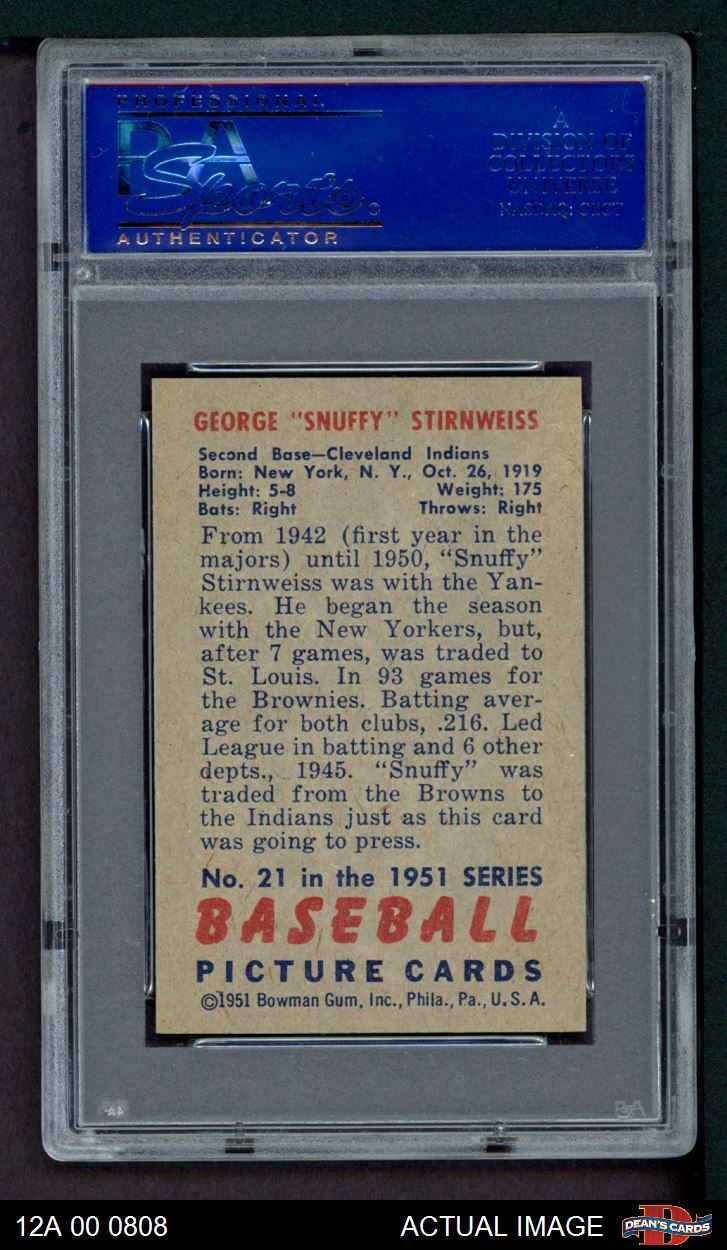 PROFESSIONAL
PSA
Sports
AUTHENTICATOR
A
DIVISION OF
COLLECTORS
UNIVERSE
NASDAQ: CLCT
GEORGE "SNUFFY" STIRNWEISS
Second Base—Cleveland Indians
Born: New York, N. Y., Oct. 26, 1919
Height: 5-8 Weight: 175
Bats: Right Throws: Right
From 1942 (first year in the
majors) until 1950, "Snuffy"
Stirnweiss was with the Yan-
kees. He began the season
with the New Yorkers, but,
after 7 games, was traded to
St. Louis. In 93 games for
the Brownies. Batting aver-
age for both clubs, .216. Led
League in batting and 6 other
depts., 1945. "Snuffy" was
traded from the Browns to
the Indians just as this card
was going to press.
No. 21 in the 1951 SERIES
BASEBALL
PICTURE CARDS
©1951 Bowman Gum, Inc., Phila., Pa., U. S. A.
PSA
12A 00 0808
ACTUAL IMAGE
DEAN'S CARDS